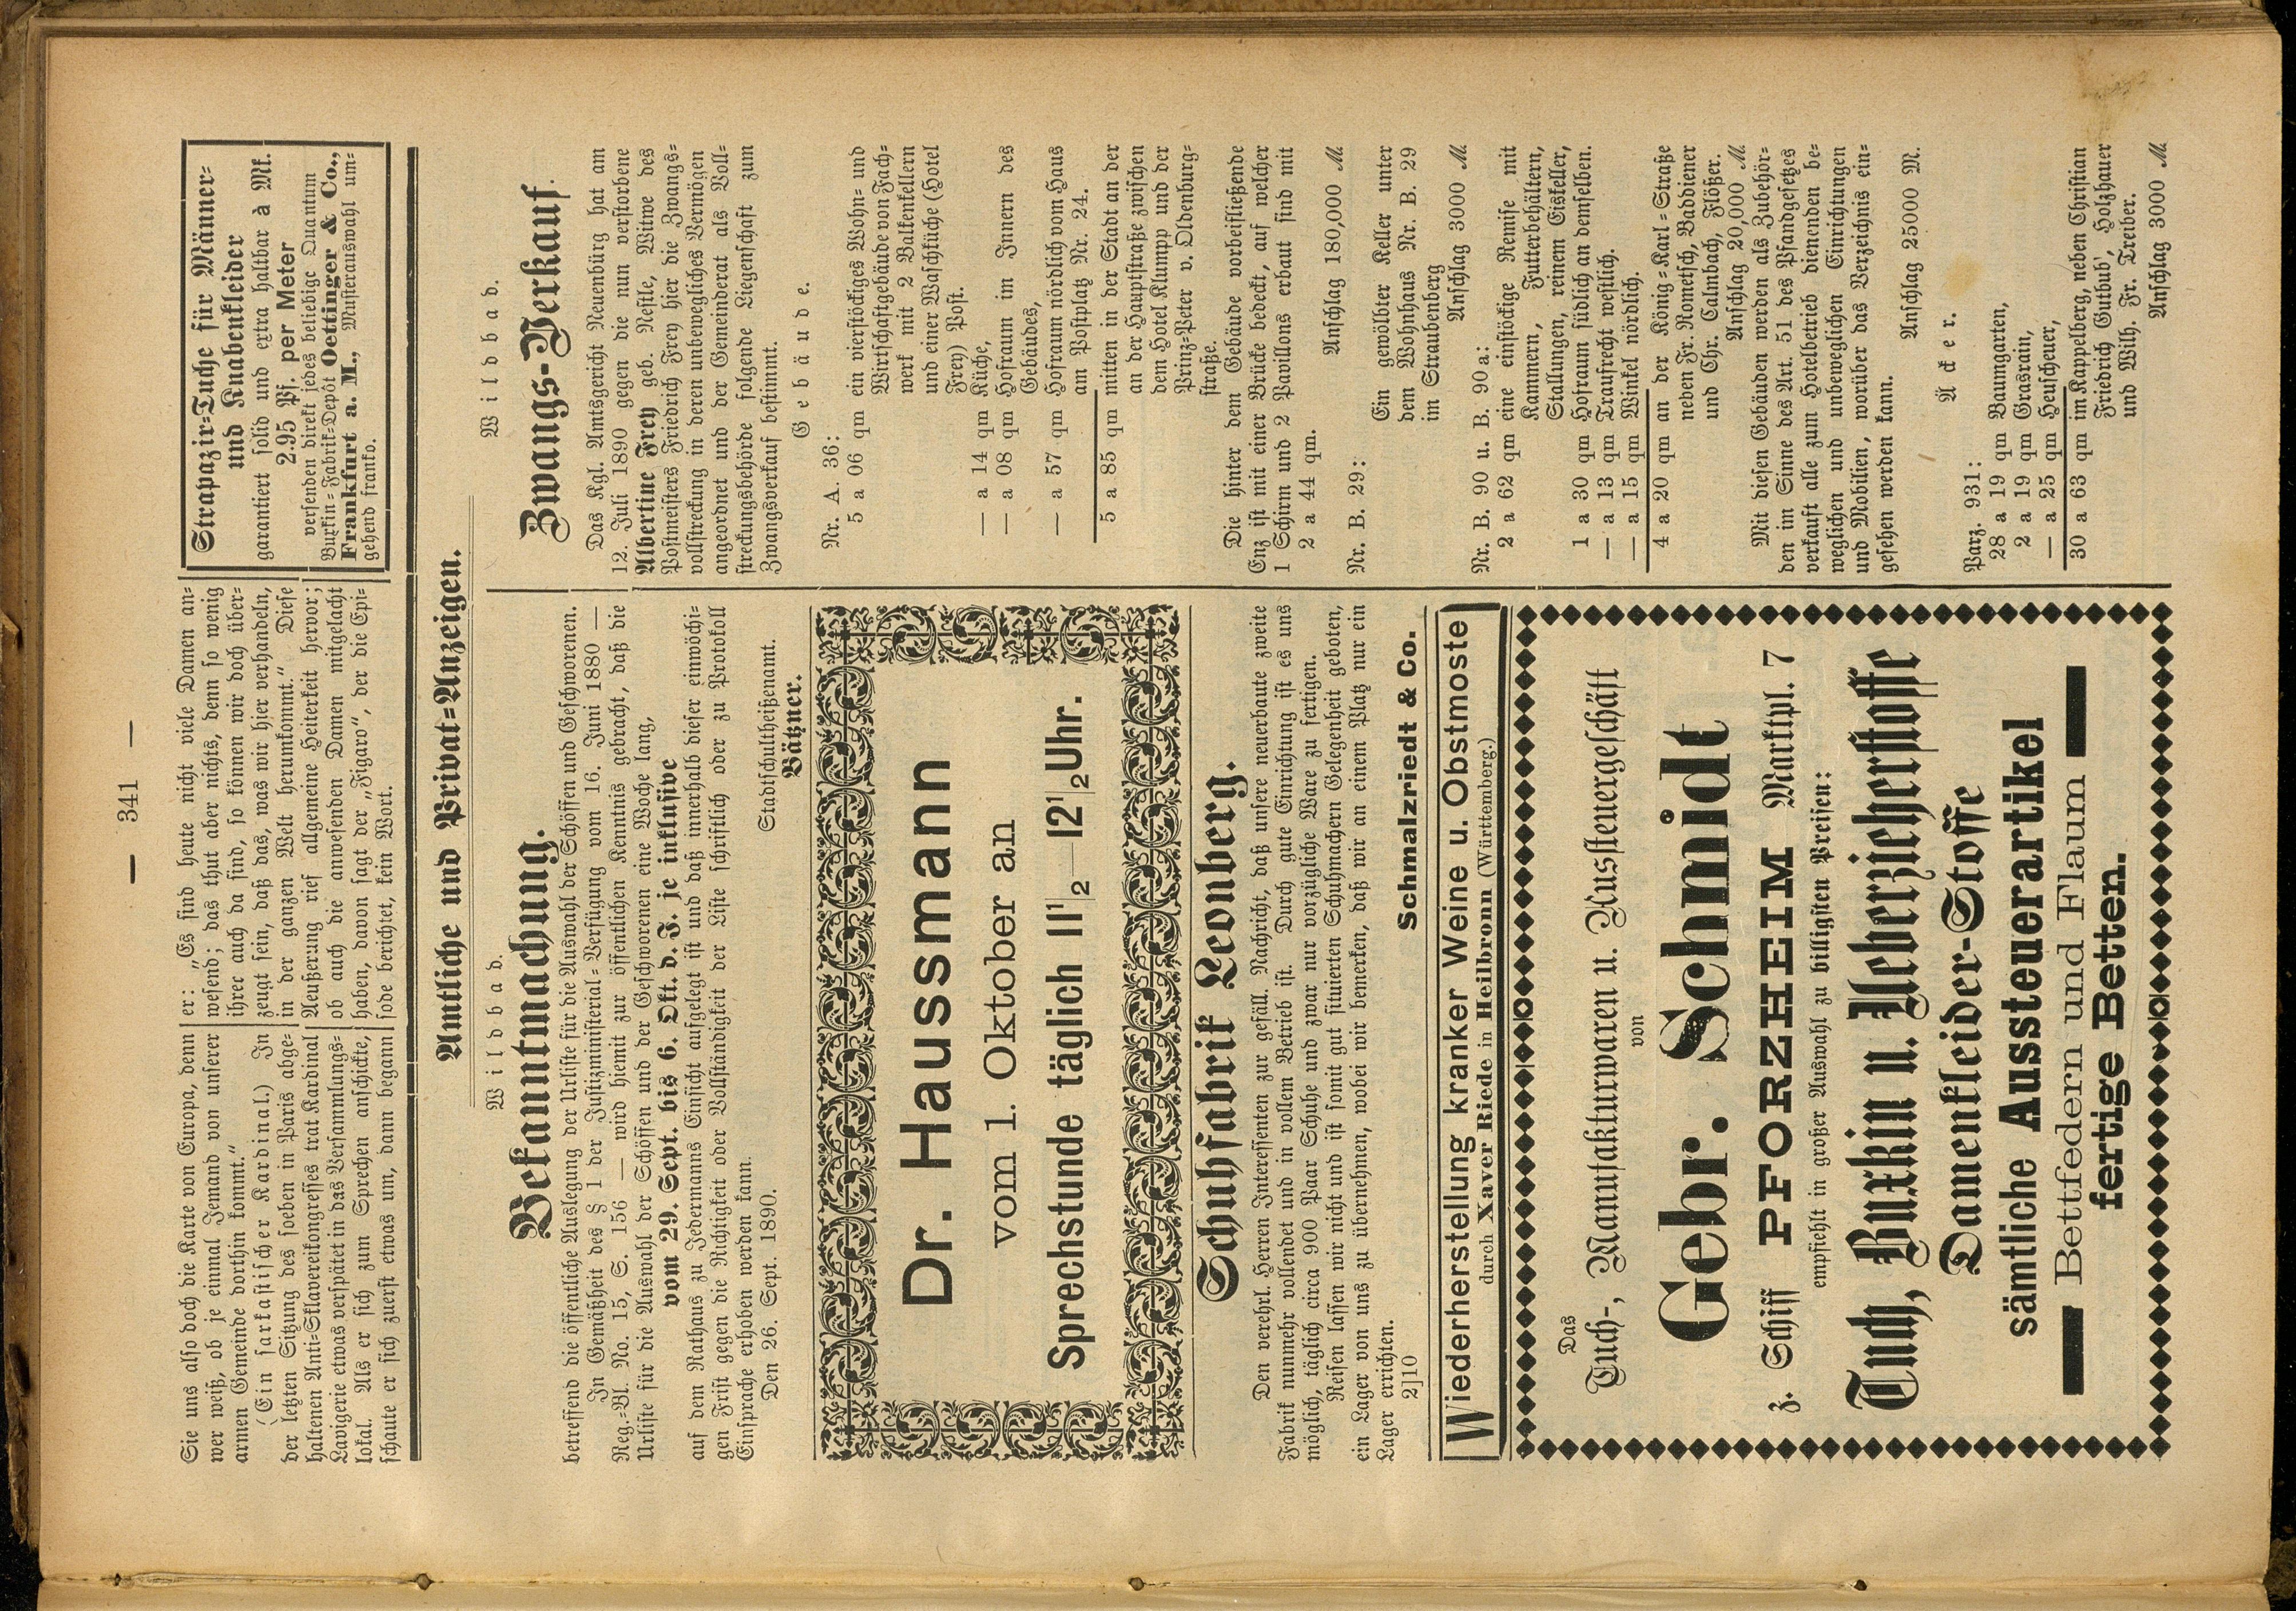 — 341 —
Sie uns also doch die Karte von Europa, denn
wer weiß, ob je einmal Jemand von unserer
armen Gemeinde dorthin kommt."
(Ein sarkastischer Kardinal.) In
der letzten Sitzung des soeben in Paris abge-
haltenen Anti-Sklavereikongresses trat Kardinal
Lavigerie etwas verspätet in das Versammlungs-
lokal. Als er sich zum Sprechen anschickte,
schaute er sich zuerst etwas um, dann begann
er: „Es sind heute nicht viele Damen an-
wesend; das thut aber nichts, denn so wenig
ihrer auch da sind, so können wir doch über-
zeugt sein, daß das, was wir hier verhandeln,
in der ganzen Welt herumkommt." Diese
Aeußerung rief allgemeine Heiterkeit hervor;
ob auch die anwesenden Damen mitgelacht
haben, davon sagt der „Figaro", der die Epi-
sode berichtet, kein Wort.
Strapazir-Tuche für Männer-
und Knabenkleider
garantiert solid und extra haltbar à Mk.
2.95 Pf. per Meter
versenden direkt jedes beliebige Quantum
Buxkin-Fabrik-Depôt Oettinger & Co.,
Frankfurt a. M., Musterauswahl um-
gehend franko.
Amtliche und Privat-Anzeigen.
Wildbad.
Bekanntmachung.
betreffend die öffentliche Auslegung der Urliste für die Auswahl der Schöffen und Geschworenen.
In Gemäßheit des § 1 der Justizministerial-Verfügung vom 16. Juni 1880 —
Reg.-Bl. No. 15, S. 156 — wird hiemit zur öffentlichen Kenntnis gebracht, daß die
Urliste für die Auswahl der Schöffen und der Geschworenen eine Woche lang,
vom 29. Sept. bis 6. Okt. d. J. je inklusive
auf dem Rathaus zu Jedermanns Einsicht aufgelegt ist und daß innerhalb dieser einwöchi-
gen Frist gegen die Richtigkeit oder Vollständigkeit der Liste schriftlich oder zu Protokoll
Einsprache erhoben werden kann.
Den 26. Sept. 1890.
Stadtschultheißenamt.
Bätzner.
Dr. Haussmann
vom 1. Oktober an
Sprechstunde täglich 11½—12½ Uhr.
Schuhfabrik Leonberg.
Den verehrl. Herren Interessenten zur gefäll. Nachricht, daß unsere neuerbaute zweite
Fabrik nunmehr vollendet und in vollem Betrieb ist. Durch gute Einrichtung ist es uns
möglich, täglich circa 900 Paar Schuhe und zwar nur vorzügliche Ware zu fertigen.
Reisen lassen wir nicht und ist somit gut situierten Schuhmachern Gelegenheit geboten,
ein Lager von uns zu übernehmen, wobei wir bemerken, daß wir an einem Platz nur ein
Lager errichten.
2]10
Schmalzriedt & Co.
Wiederherstellung kranker Weine u. Obstmoste
durch Xaver Riede in Heilbronn (Württemberg.)
Das
Tuch-, Manufakturwaren u. Aussteuergeschäft
von
Gebr. Schmidt
z. Schiff PFORZHEIM Marktpl. 7
empfiehlt in großer Auswahl zu billigsten Preisen:
Tuch, Buxkin u. Ueberzieherstoffe
Damenkleider-Stoffe
sämtliche Aussteuerartikel
Bettfedern und Flaum
fertige Betten.
Wildbad.
Zwangs-Verkauf.
Das Kgl. Amtsgericht Neuenbürg hat am
12. Juli 1890 gegen die nun verstorbene
Albertine Frey geb. Nestle, Witwe des
Postmeisters Friedrich Frey hier die Zwangs-
vollstreckung in deren unbewegliches Vermögen
angeordnet und der Gemeinderat als Voll-
streckungsbehörde folgende Liegenschaft zum
Zwangsverkauf bestimmt.
Gebäude.
Nr. A. 36:
5 a 06 qm ein vierstöckiges Wohn- und
Wirtschaftsgebäude von Fach-
werk mit 2 Balkenkellern
und einer Waschküche (Hotel
Frey) Post.
— a 14 qm Küche,
— a 08 qm Hofraum im Innern des
Gebäudes,
— a 57 qm Hofraum nördlich vom Haus
am Postplatz Nr. 24.
5 a 85 qm mitten in der Stadt an der
an der Hauptstraße zwischen
dem Hotel Klumpp und der
Prinz-Peter v. Oldenburg-
straße.
Die hinter dem Gebäude vorbeifließende
Enz ist mit einer Brücke bedeckt, auf welcher
1 Schirm und 2 Pavillons erbaut sind mit
2 a 44 qm.
Anschlag 180,000 M.
Nr. B. 29:
Ein gewölbter Keller unter
dem Wohnhaus Nr. B. 29
im Straubenberg
Anschlag 3000 M.
Nr. B. 90 u. B. 90a:
2 a 62 qm eine einstöckige Remise mit
Kammern, Futterbehältern,
Stallungen, reinem Eiskeller,
1 a 30 qm Hofraum südlich an demselben.
— a 13 qm Traufrecht westlich.
— a 15 qm Winkel nördlich.
4 a 20 qm an der König-Karl-Straße
neben Fr. Rometsch, Baddiener
und Chr. Calmbach, Flößer.
Anschlag 20,000 M
Mit diesen Gebäuden werden als Zubehör-
den im Sinne des Art. 51 des Pfandgesetzes
verkauft alle zum Hotelbetrieb dienenden be-
weglichen und unbeweglichen Einrichtungen
und Mobilien, worüber das Verzeichnis ein-
gesehen werden kann.
Anschlag 25000 M.
Äcker.
Parz. 931:
28 a 19 qm Baumgarten,
2 a 19 qm Grasrain,
— a 25 qm Heuscheuer,
30 a 63 qm im Kappelberg, neben Christian
Friedrich Gutbub', Holzhauer
und Wilh. Fr. Treiber.
Anschlag 3000 M